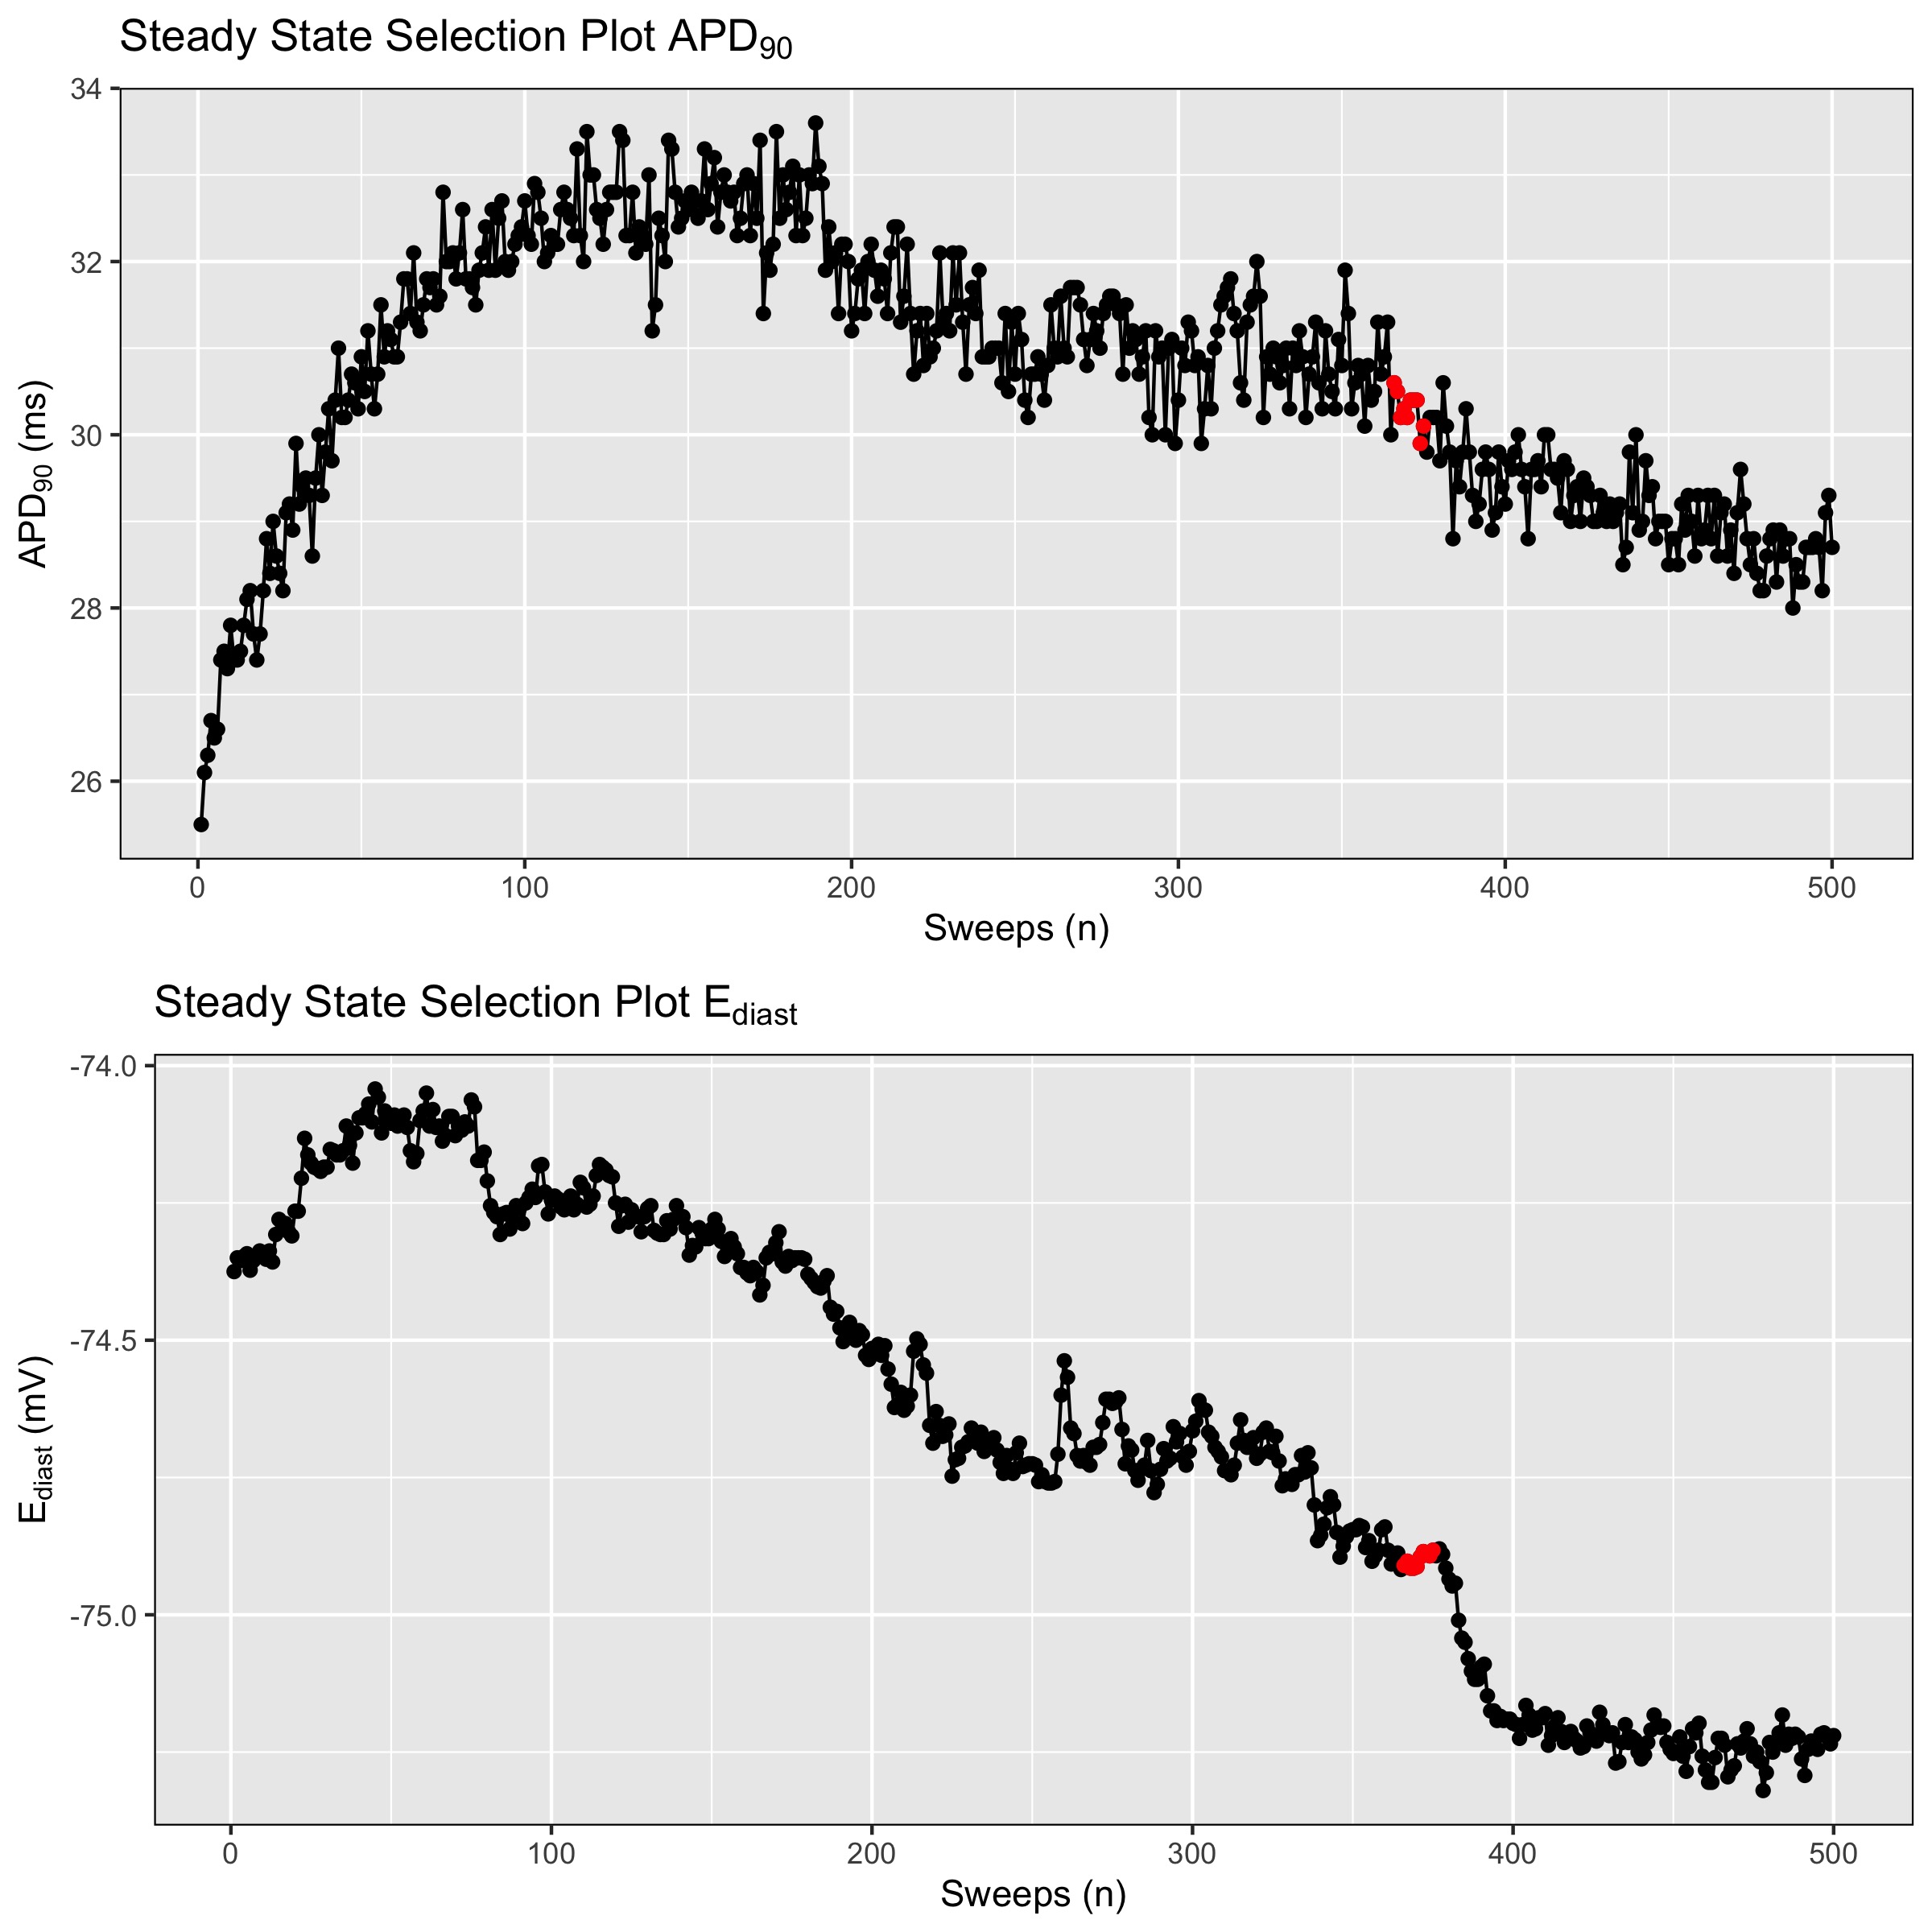 Steady State Selection Plot APD90
34
32
30
28
26
APD90 (ms)
0 100 200 300 400 500
Sweeps (n)
Steady State Selection Plot Ediast
-74.0
-74.5
-75.0
Ediast (mV)
0 100 200 300 400 500
Sweeps (n)